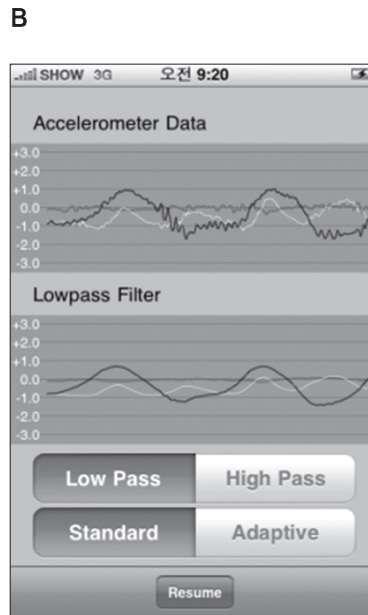 B
SHOW 3G 오전 9:20
Accelerometer Data
+3.0
+2.0
+1.0
0.0
-1.0
-2.0
-3.0
Lowpass Filter
+3.0
+2.0
+1.0
0.0
-1.0
-2.0
-3.0
Low Pass High Pass
Standard Adaptive
Resume